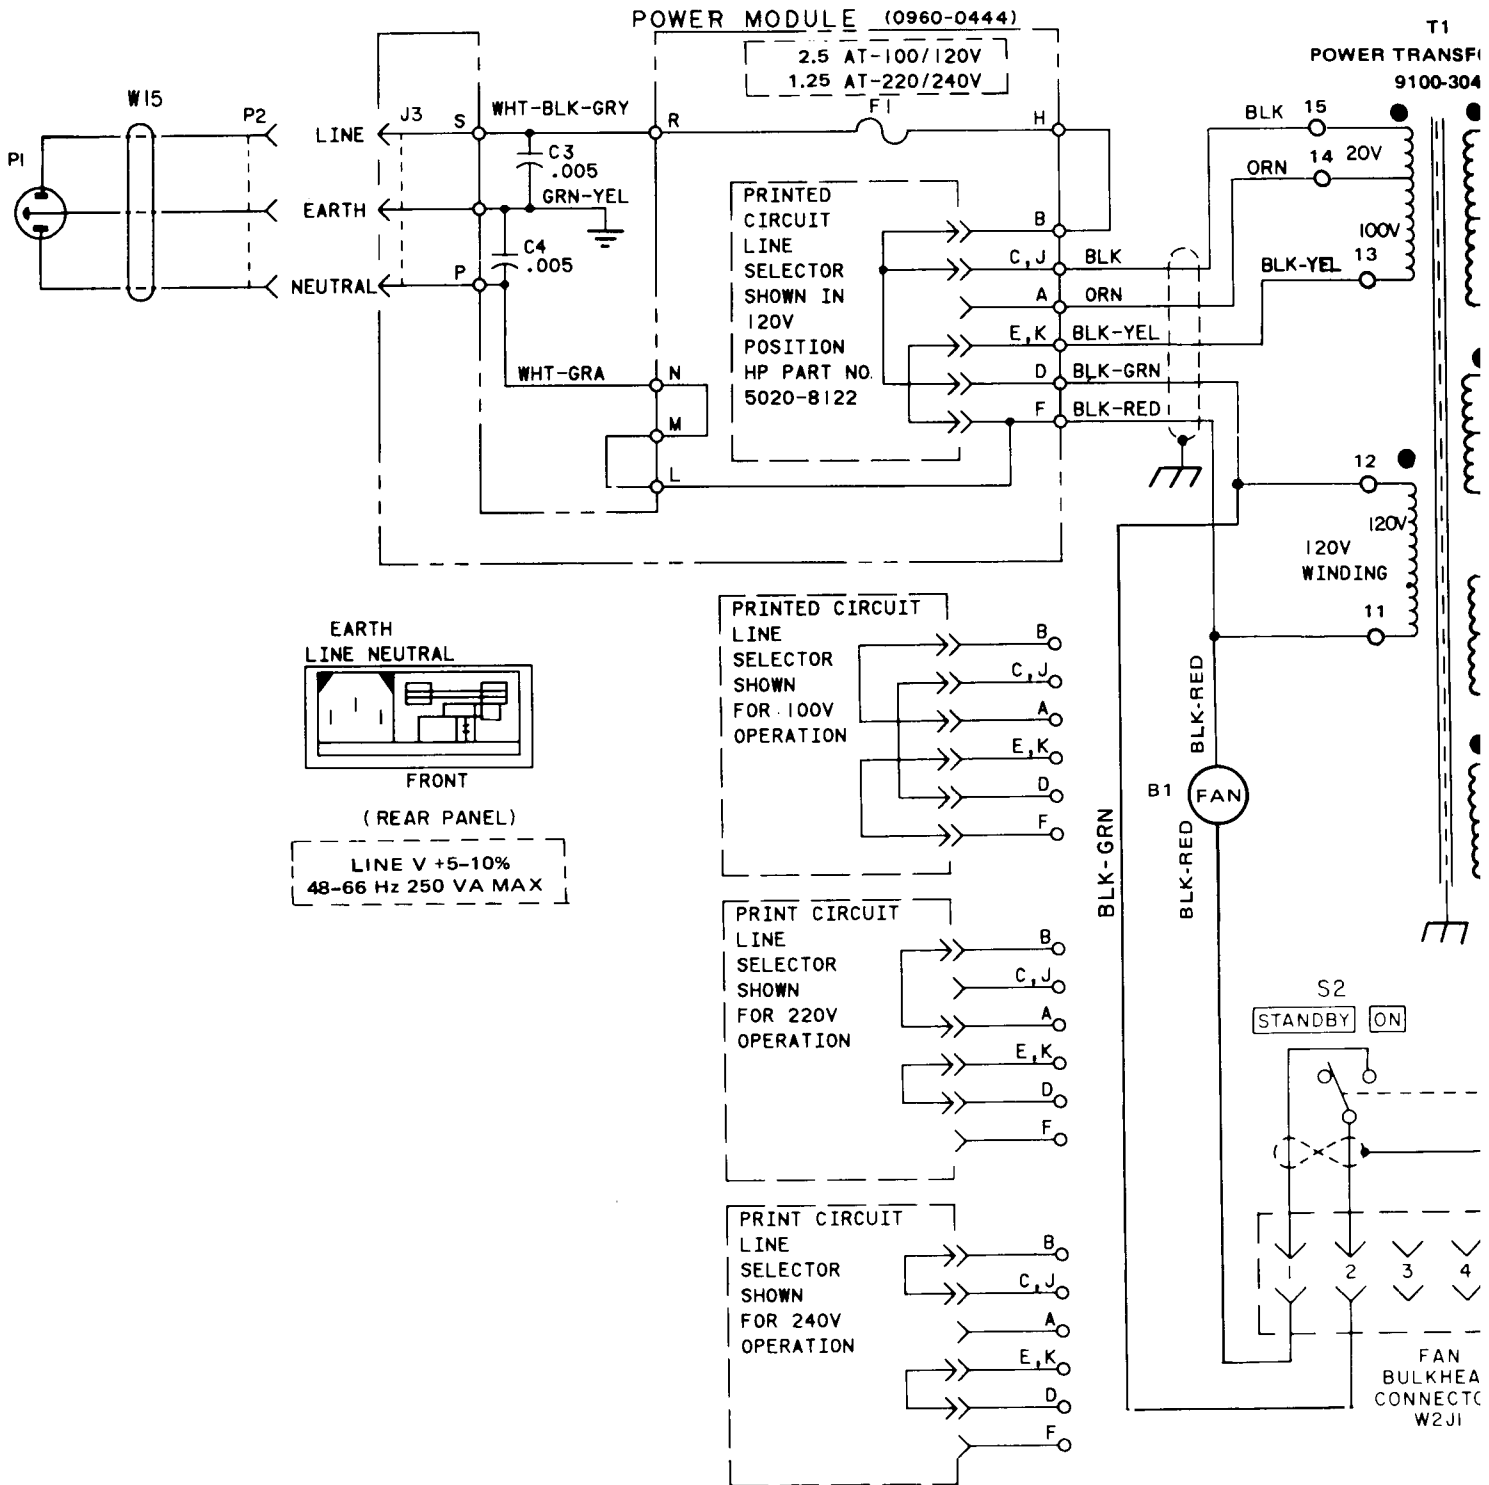 POWER MODULE (0960-0444)
2.5 AT-100/120V
1.25 AT-220/240V
F1
T1
POWER TRANSF
9100-304
W15
P1
P2
J3
LINE
EARTH
NEUTRAL
S
WHT-BLK-GRY
R
H
C3
.005
GRN-YEL
C4
.005
P
WHT-GRA
N
M
L
PRINTED
CIRCUIT
LINE
SELECTOR
SHOWN IN
120V
POSITION
HP PART NO.
5020-8122
B
C,J
A
E,K
D
F
BLK
ORN
BLK-YEL
BLK-GRN
BLK-RED
BLK
15
ORN
14
20V
100V
BLK-YEL
13
12
120V
120V
WINDING
11
EARTH
LINE NEUTRAL
FRONT
(REAR PANEL)
LINE V +5-10%
48-66 Hz 250 VA MAX
PRINTED CIRCUIT
LINE
SELECTOR
SHOWN
FOR 100V
OPERATION
B
C,J
A
E,K
D
F
PRINT CIRCUIT
LINE
SELECTOR
SHOWN
FOR 220V
OPERATION
B
C,J
A
E,K
D
F
PRINT CIRCUIT
LINE
SELECTOR
SHOWN
FOR 240V
OPERATION
B
C,J
A
E,K
D
F
BLK-RED
B1
FAN
BLK-RED
BLK-GRN
S2
STANDBY ON
1 2 3 4
FAN
BULKHEA
CONNECTO
W2J1